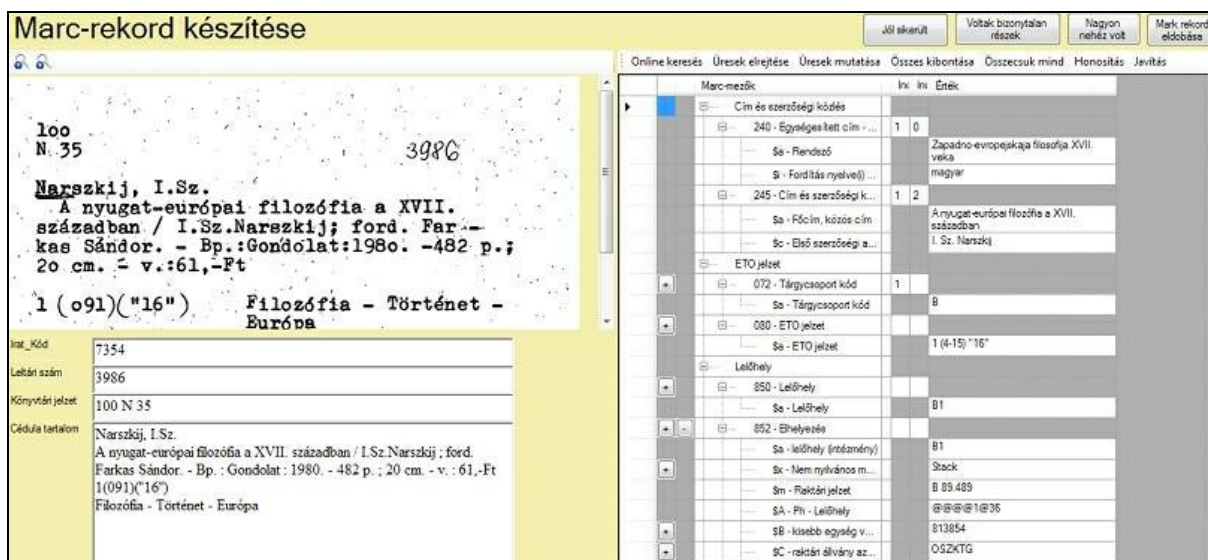 Marc-rekord készítése
Jól sikerült
Voltak bizonytalan részek
Nagyon nehéz volt
Mark rekord eldobása
Online keresés Üresek elrejtése Üresek mutatása Összes kibontása Összecsuk mind Honosítás Javítás
100
N.35 3986
Narszkij, I.Sz.
A nyugat-európai filozófia a XVII.
században / I.Sz.Narszkij; ford. Far-
kas Sándor. - Bp.:Gondolat:1980. -482 p.;
20 cm. - v.:61,-Ft
1(091)("16") Filozófia - Történet -
Európa
Irat_Kód 7354
Leltári szám 3986
Könyvtári jelzet 100 N 35
Cédula tartalom Narszkij, I.Sz.
A nyugat-európai filozófia a XVII. században / I.Sz.Narszkij ; ford.
Farkas Sándor. - Bp. : Gondolat : 1980. - 482 p. ; 20 cm. - v. : 61,-Ft
1(091)("16")
Filozófia - Történet - Európa
Marc-mezők Inc Inc Érték
Cím és szerzőségi közlés
240 - Egységesített cím - ... 1 0
$a - Rendszó Zapadno-evropejskaja filosofija XVII.
veka
$l - Fordítás nyelve(i) ... magyar
245 - Cím és szerzőségi k... 1 2
$a - Főcím, közös cím A nyugat-európai filozófia a XVII.
században
$c - Első szerzőségi a... I. Sz. Narszkij
ETO jelzet
072 - Tárgycsoport kód 1
$a - Tárgycsoport kód B
080 - ETO jelzet
$a - ETO jelzet 1 (4-15) "16"
Lelőhely
850 - Lelőhely
$a - Lelőhely B1
852 - Elhelyezés
$a - lelőhely (intézmény) B1
$x - Nem nyilvános m... Stack
$m - Raktári jelzet B 89.489
$A - Ph - Lelőhely @@@@1@36
$B - kisebb egység v... 813854
$C - raktári állvány az... OSZKTG